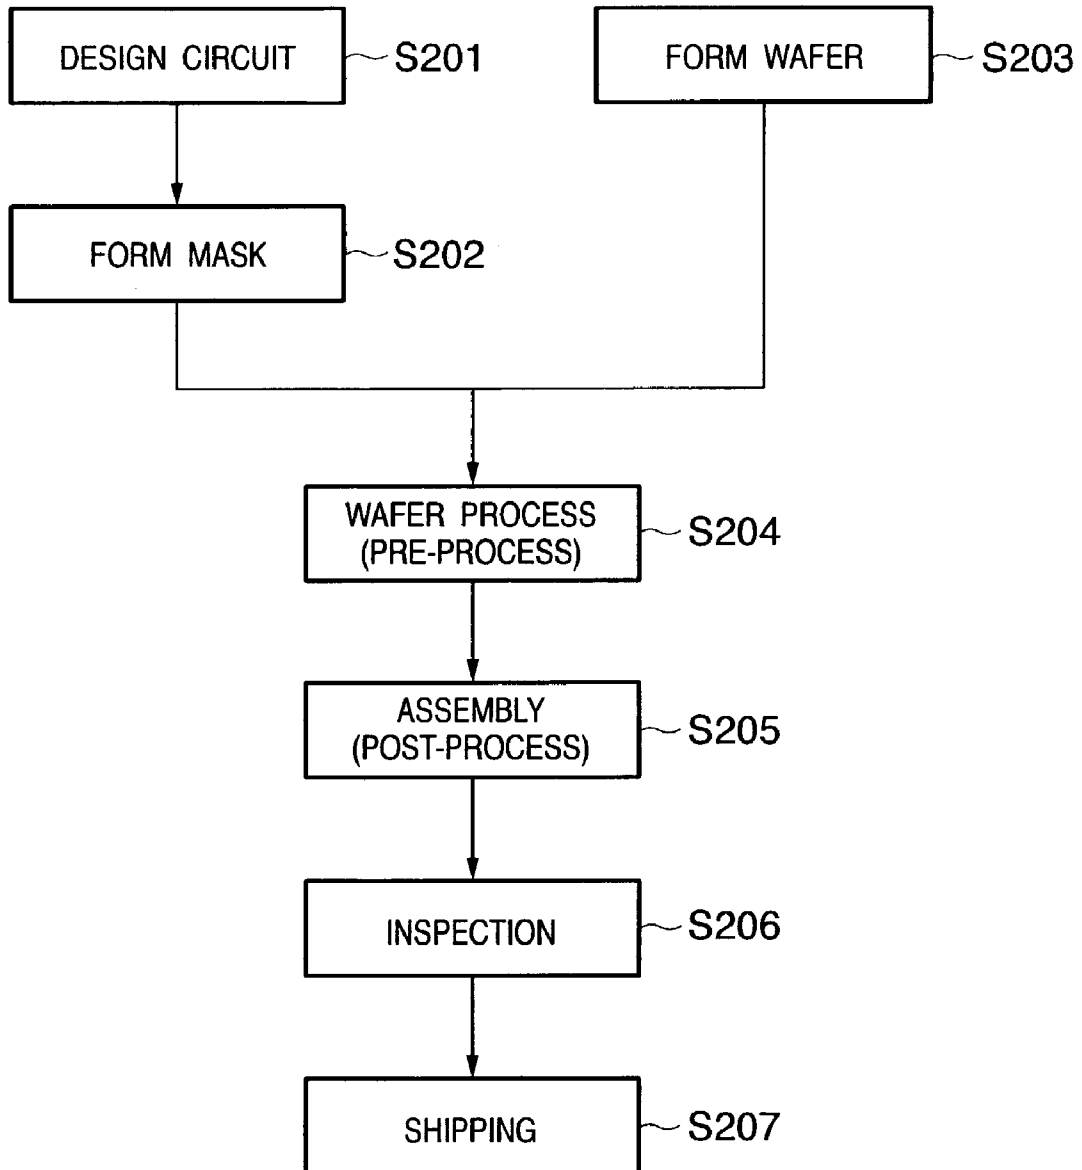 DESIGN CIRCUIT
S201
FORM WAFER
S203
FORM MASK
S202
WAFER PROCESS
(PRE-PROCESS)
S204
ASSEMBLY
(POST-PROCESS)
S205
INSPECTION
S206
SHIPPING
S207